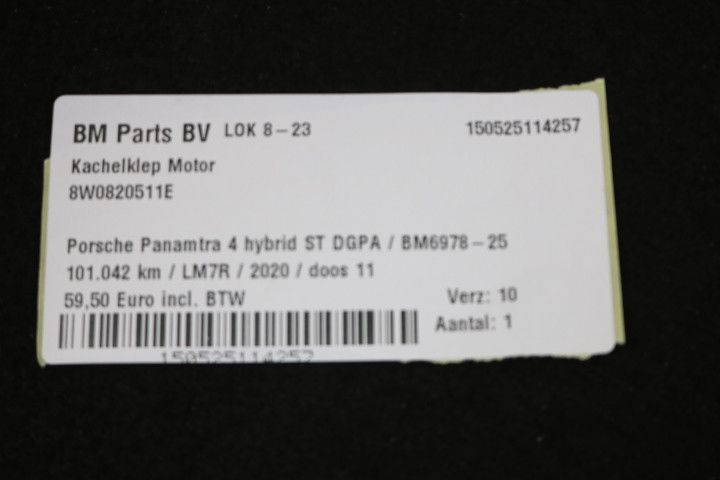 BM Parts BV LOK 8-23 150525114257
Kachelklep Motor
8W0820511E
Porsche Panamtra 4 hybrid ST DGPA / BM6978-25
101.042 km / LM7R / 2020 / doos 11
59,50 Euro incl. BTW Verz: 10
Aantal: 1
150525114257